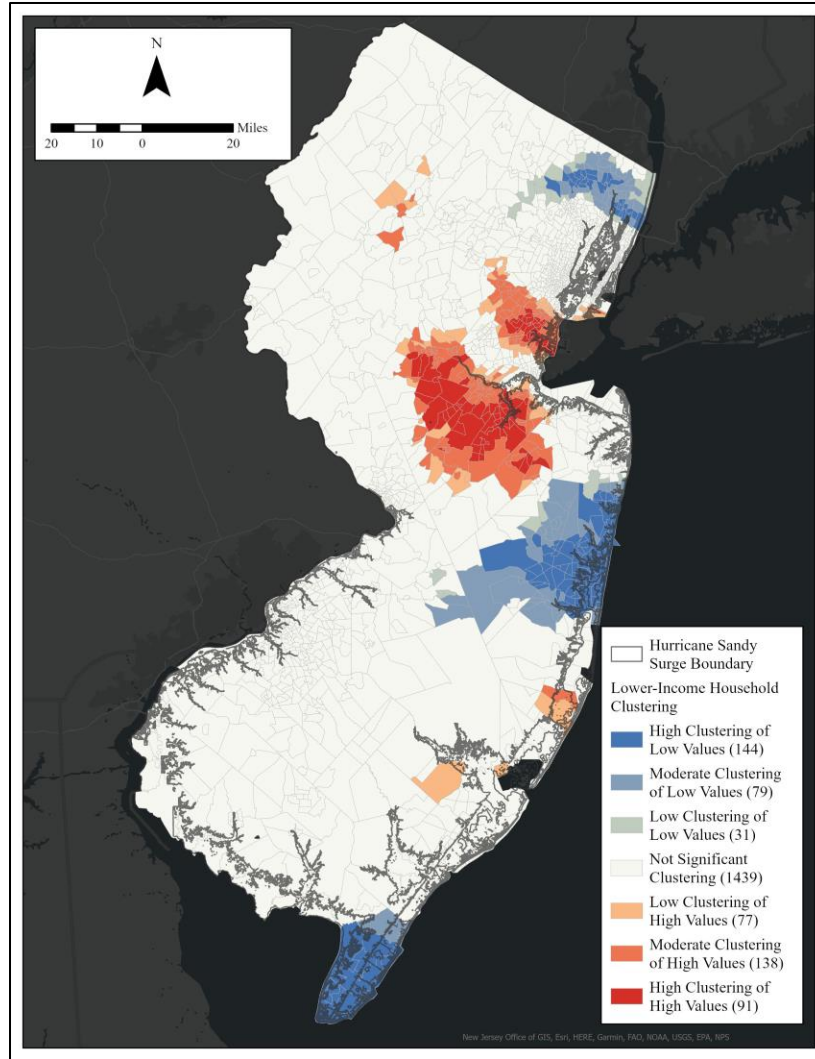 N
Miles
20 10 0 20
Hurricane Sandy
Surge Boundary
Lower-Income Household
Clustering
High Clustering of
Low Values (144)
Moderate Clustering
of Low Values (79)
Low Clustering of
Low Values (31)
Not Significant
Clustering (1439)
Low Clustering of
High Values (77)
Moderate Clustering
of High Values (138)
High Clustering of
High Values (91)
New Jersey Office of GIS, Esri, HERE, Garmin, FAO, NOAA, USGS, EPA, NPS